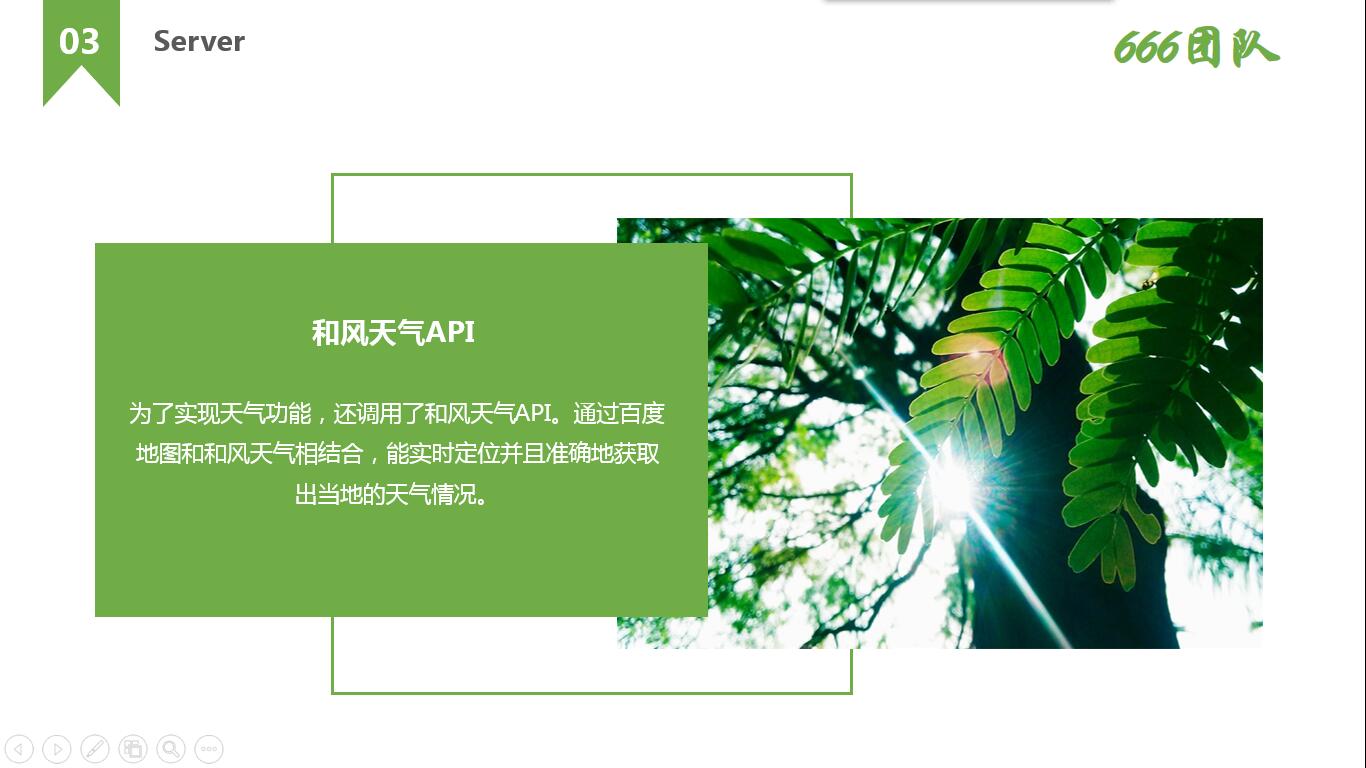 03
Server
666团队
和风天气API
为了实现天气功能，还调用了和风天气API。通过百度
地图和和风天气相结合，能实时定位并且准确地获取
出当地的天气情况。